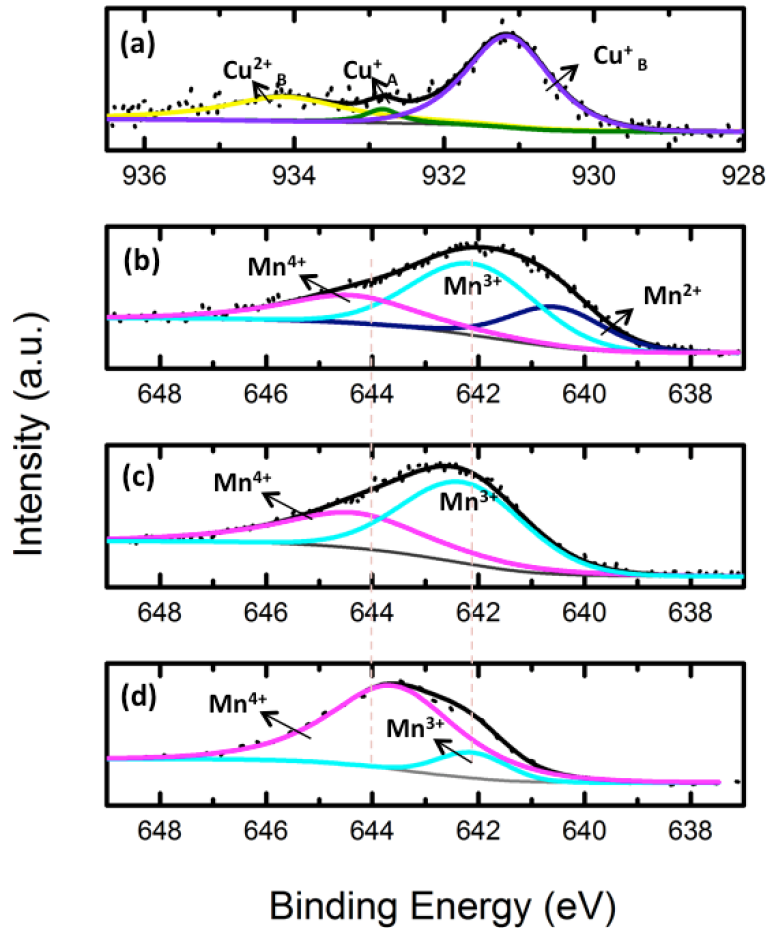 (a)
Cu²⁺ B
Cu⁺ A
Cu⁺ B
936 934 932 930 928
(b)
Mn⁴⁺
Mn³⁺
Mn²⁺
648 646 644 642 640 638
(c)
Mn⁴⁺
Mn³⁺
648 646 644 642 640 638
(d)
Mn⁴⁺
Mn³⁺
648 646 644 642 640 638
Intensity (a.u.)
Binding Energy (eV)